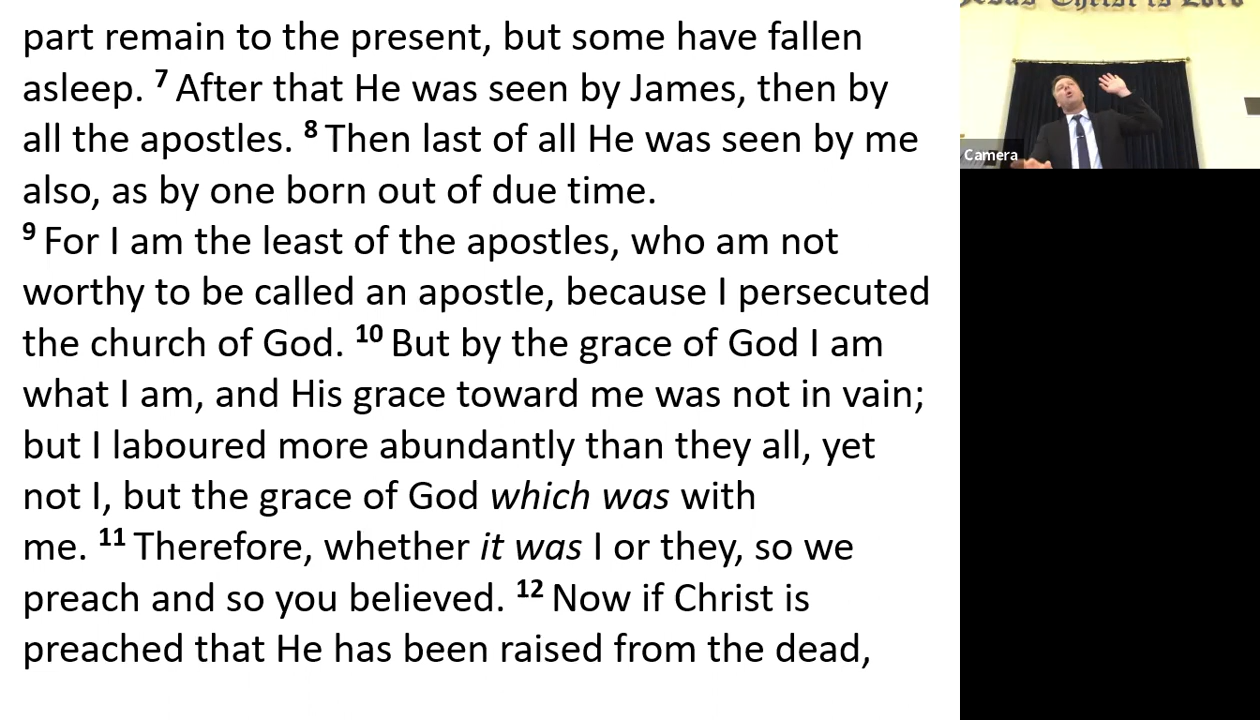 part remain to the present, but some have fallen
asleep. 7 After that He was seen by James, then by
all the apostles. 8 Then last of all He was seen by me
also, as by one born out of due time.
9 For I am the least of the apostles, who am not
worthy to be called an apostle, because I persecuted
the church of God. 10 But by the grace of God I am
what I am, and His grace toward me was not in vain;
but I laboured more abundantly than they all, yet
not I, but the grace of God which was with
me. 11 Therefore, whether it was I or they, so we
preach and so you believed. 12 Now if Christ is
preached that He has been raised from the dead,
Jesus Christ is Lord
Camera